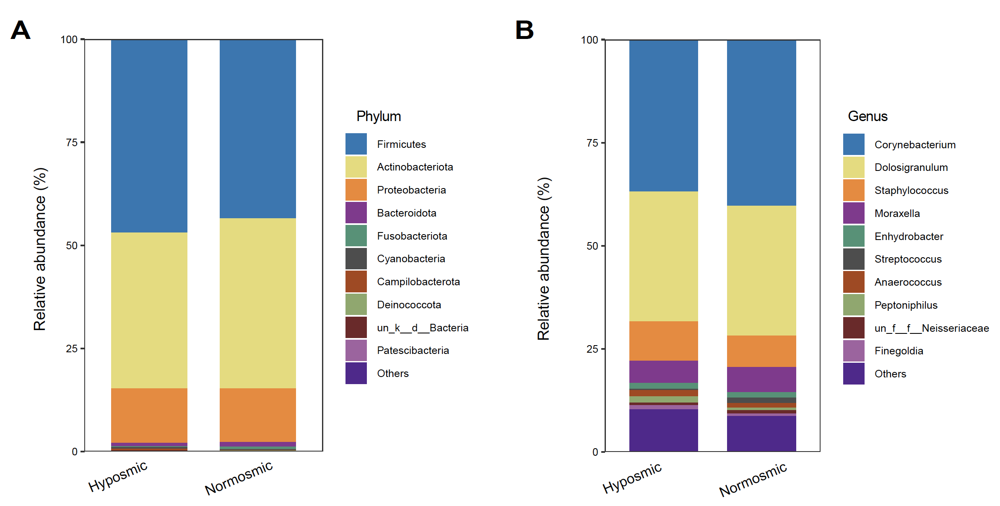 A
100
75
50
25
0
Relative abundance (%)
Hyposmic
Normosmic
Phylum
Firmicutes
Actinobacteriota
Proteobacteria
Bacteroidota
Fusobacteriota
Cyanobacteria
Campilobacterota
Deinococcota
un_k__d__Bacteria
Patescibacteria
Others
B
100
75
50
25
0
Relative abundance (%)
Hyposmic
Normosmic
Genus
Corynebacterium
Dolosigranulum
Staphylococcus
Moraxella
Enhydrobacter
Streptococcus
Anaerococcus
Peptoniphilus
un_f__f__Neisseriaceae
Finegoldia
Others